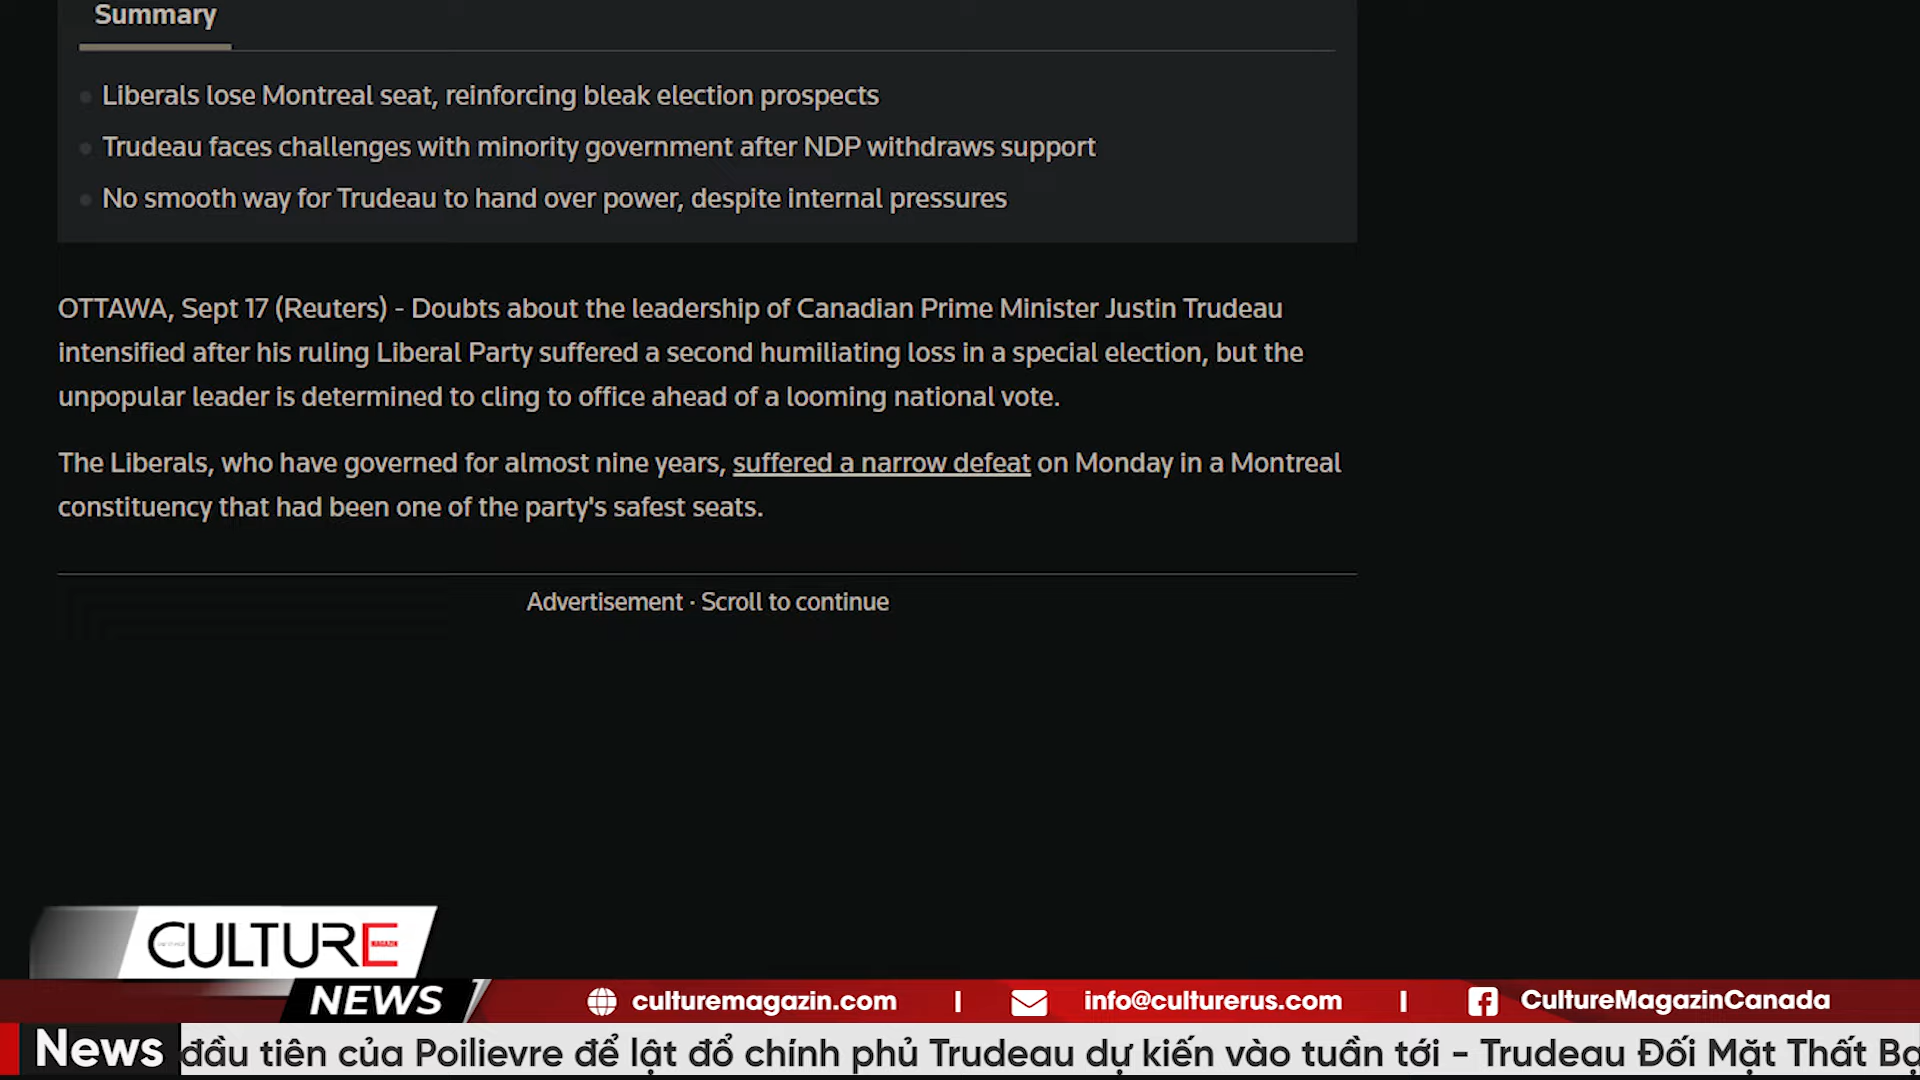 Summary
Liberals lose Montreal seat, reinforcing bleak election prospects
Trudeau faces challenges with minority government after NDP withdraws support
No smooth way for Trudeau to hand over power, despite internal pressures
OTTAWA, Sept 17 (Reuters) - Doubts about the leadership of Canadian Prime Minister Justin Trudeau
intensified after his ruling Liberal Party suffered a second humiliating loss in a special election, but the
unpopular leader is determined to cling to office ahead of a looming national vote.
The Liberals, who have governed for almost nine years, suffered a narrow defeat on Monday in a Montreal
constituency that had been one of the party's safest seats.
Advertisement · Scroll to continue
CULTURE
MAGAZIN
NEWS
culturemagazin.com | info@culturerus.com | CultureMagazinCanada
News đầu tiên của Poilievre để lật đổ chính phủ Trudeau dự kiến vào tuần tới - Trudeau Đối Mặt Thất